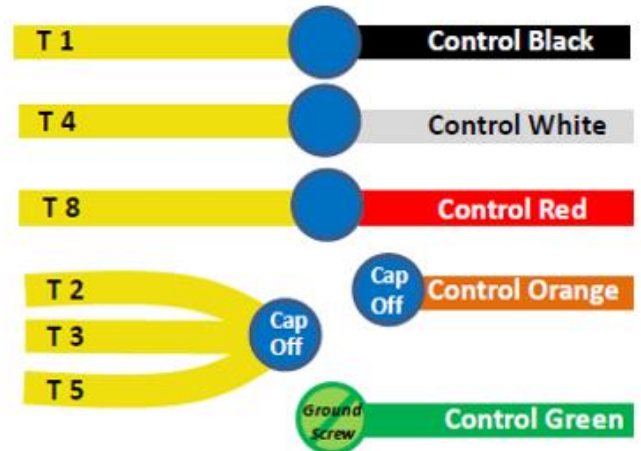 T 1 Control Black
T 4 Control White
T 8 Control Red
T 2
T 3
T 5
Cap
Off
Cap
Off
Control Orange
Ground
Screw
Control Green